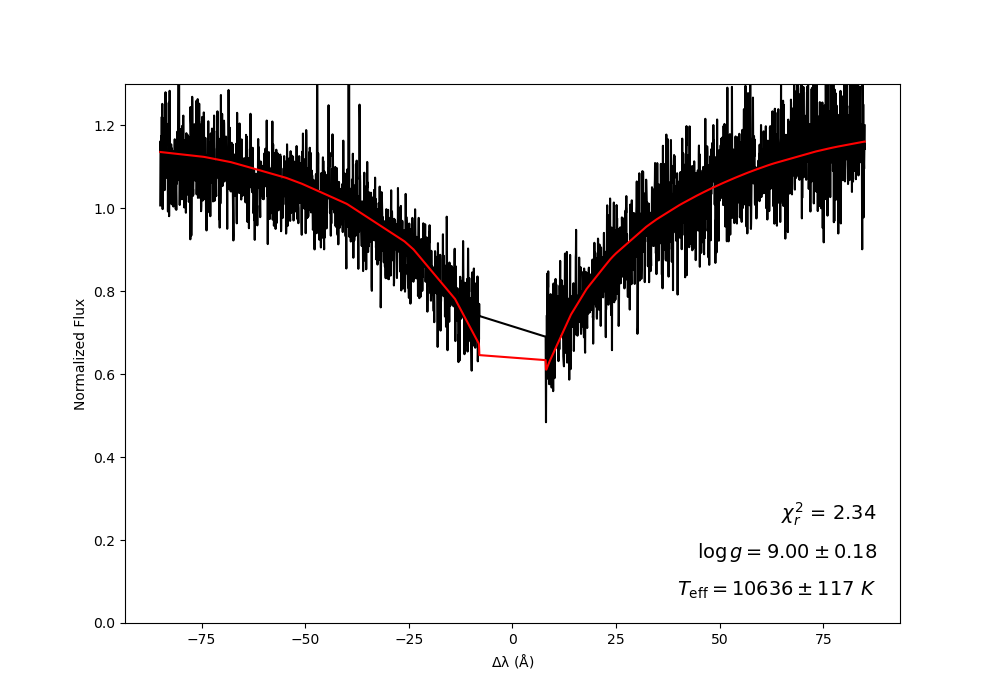 1.2
1.0
0.8
0.6
0.4
0.2
0.0
Normalized Flux
χ²ᵣ = 2.34
log g = 9.00 ± 0.18
T_eff = 10636 ± 117 K
−75 −50 −25 0 25 50 75
Δλ (Å)